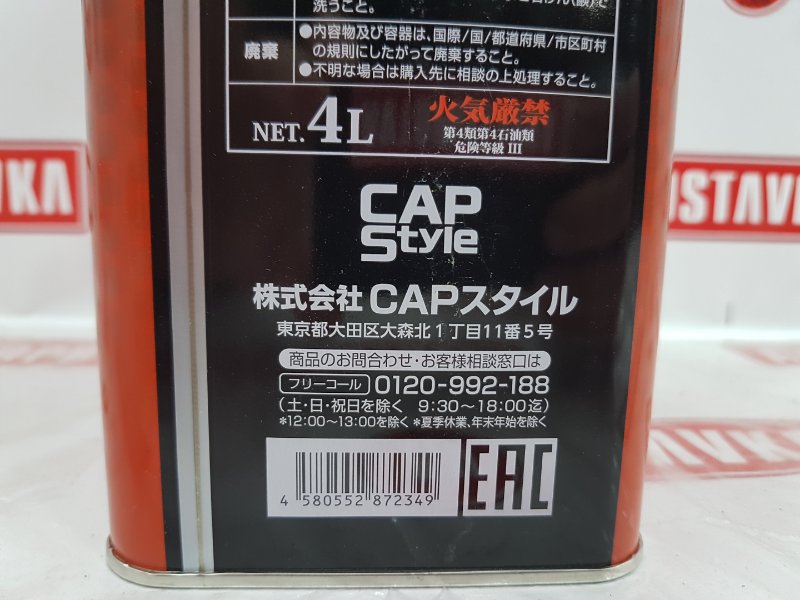 洗うこと。
廃棄
●内容物及び容器は、国際/国/都道府県/市区町村
の規則にしたがって廃棄すること。
●不明な場合は購入先に相談の上処理すること。
NET. 4L
火気厳禁
第4類第4石油類
危険等級 III
CAP
Style
株式会社 CAPスタイル
東京都大田区大森北1丁目11番5号
商品のお問合わせ・お客様相談窓口は
フリーコール 0120-992-188
(土・日・祝日を除く 9:30〜18:00迄)
*12:00〜13:00を除く *夏季休業、年末年始を除く
4 580552 872349
EAC